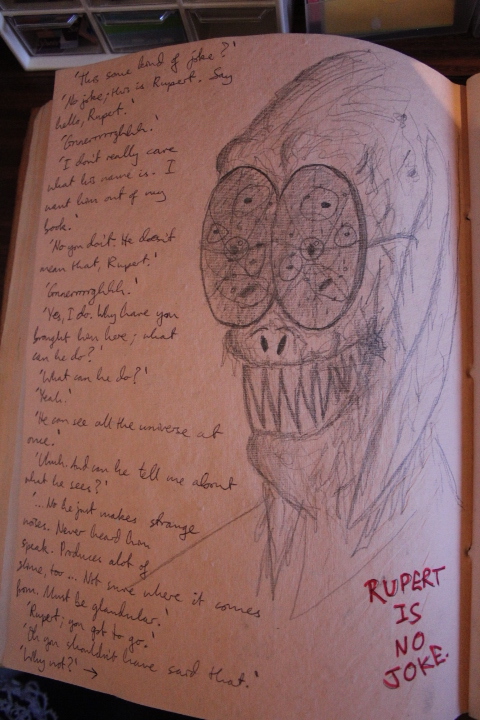 'This some kind of joke?'
'No joke; this is Rupert. Say
hello, Rupert.'
'Gnnerrrrghhh.'
'I don't really care
what his name is. I
want him out of my
book.'
'No you don't. He doesn't
mean that, Rupert.'
'Gnnerrrrghhh.'
'Yes, I do. Why have you
brought him here; what
can he do?'
'What can he do?'
'Yeah.'
'He can see all the universe at
once.'
'Uhuh. And can he tell me about
what he sees?'
'... No he just makes strange
noises. Never heard him
speak. Produces alot of
slime, too... Not sure where it comes
from. Must be glandular.'
'Rupert; you got to go.'
'Oh you shouldn't have said that.'
'Why not?' →
RUPERT
IS
NO
JOKE.